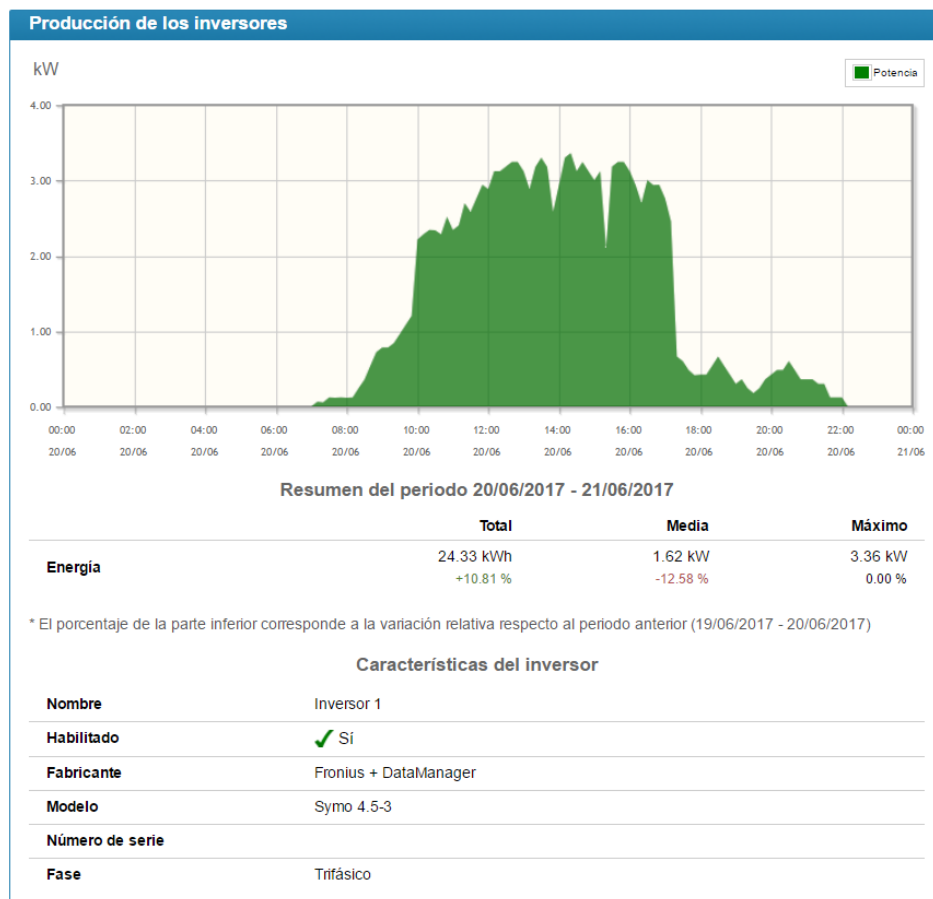 Producción de los inversores
kW
Potencia
4.00
3.00
2.00
1.00
0.00
00:00 02:00 04:00 06:00 08:00 10:00 12:00 14:00 16:00 18:00 20:00 22:00 00:00
20/06 20/06 20/06 20/06 20/06 20/06 20/06 20/06 20/06 20/06 20/06 20/06 21/06
Resumen del periodo 20/06/2017 - 21/06/2017
Total Media Máximo
Energía 24.33 kWh 1.62 kW 3.36 kW
+10.81 % -12.58 % 0.00 %
* El porcentaje de la parte inferior corresponde a la variación relativa respecto al periodo anterior (19/06/2017 - 20/06/2017)
Características del inversor
Nombre Inversor 1
Habilitado Sí
Fabricante Fronius + DataManager
Modelo Symo 4.5-3
Número de serie
Fase Trifásico